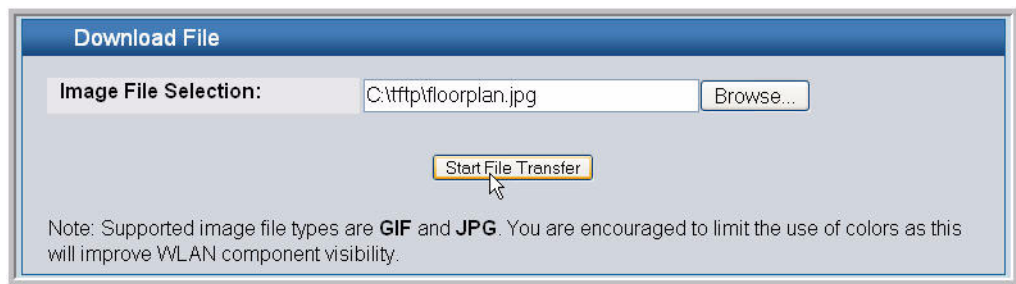 Download File
Image File Selection: C:\tftp\floorplan.jpg Browse...
Start File Transfer
Note: Supported image file types are GIF and JPG. You are encouraged to limit the use of colors as this
will improve WLAN component visibility.